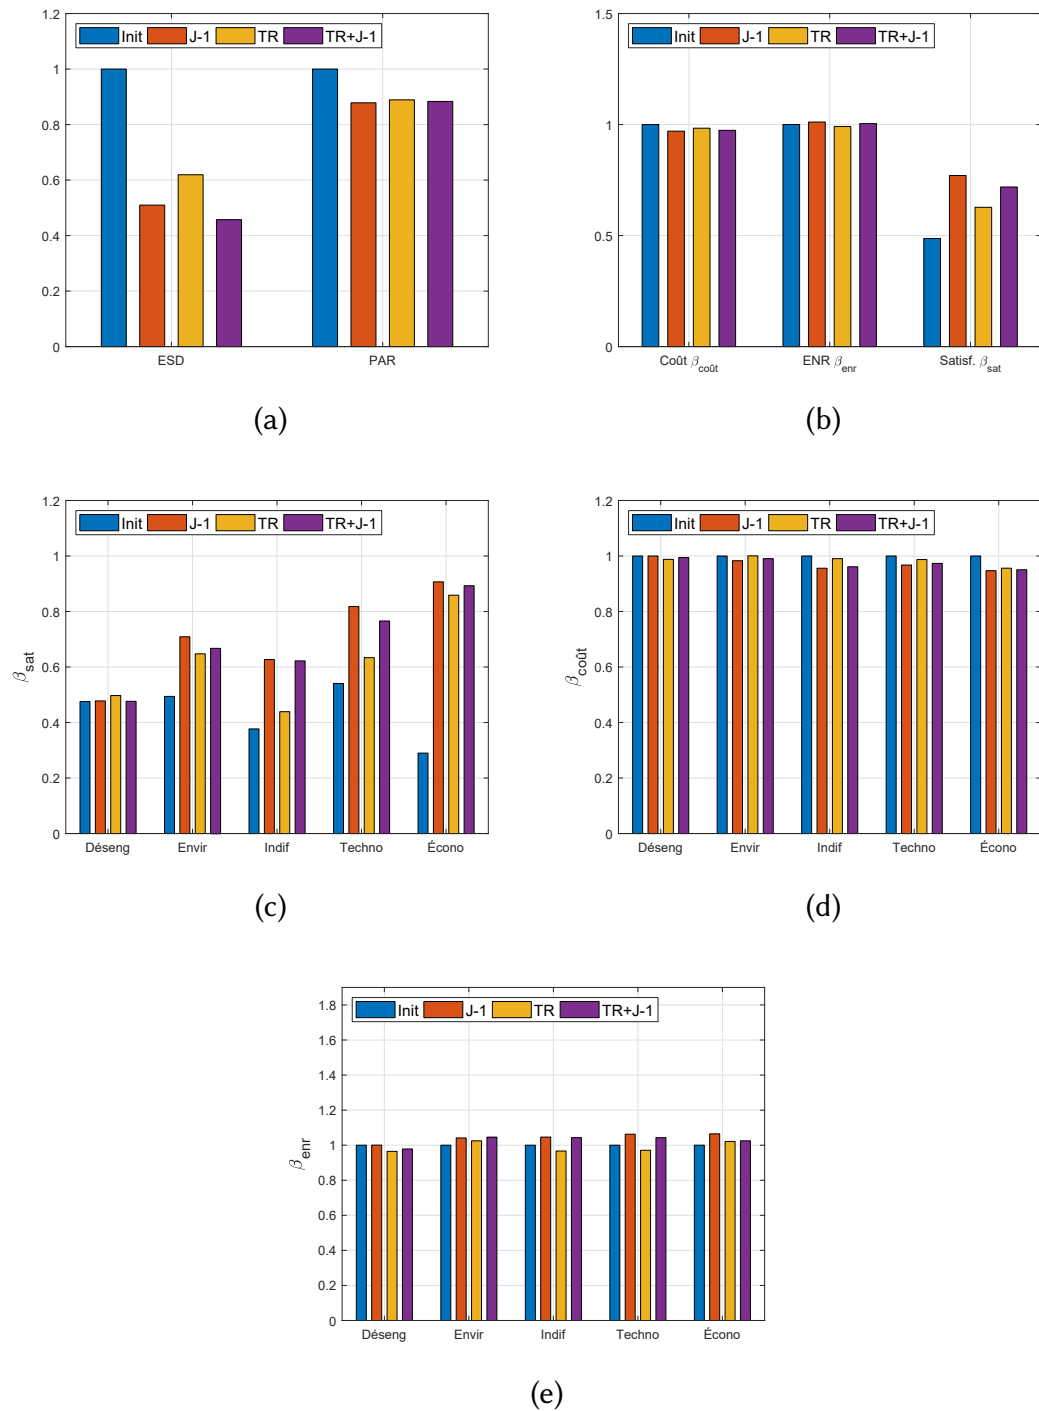 Init J-1 TR TR+J-1
1
0.8
0.6
0.4
0.2
0
ESD PAR
(a)
Init J-1 TR TR+J-1
1.5
1
0.5
0
Coût βcoût ENR βenr Satisf. βsat
(b)
1.2
Init J-1 TR TR+J-1
1
0.8
0.6
0.4
0.2
0
βsat
Déseng Envir Indif Techno Écono
(c)
1.2
Init J-1 TR TR+J-1
1
0.8
0.6
0.4
0.2
0
βcoût
Déseng Envir Indif Techno Écono
(d)
Init J-1 TR TR+J-1
1.8
1.6
1.4
1.2
1
0.8
0.6
0.4
0.2
0
βenr
Déseng Envir Indif Techno Écono
(e)